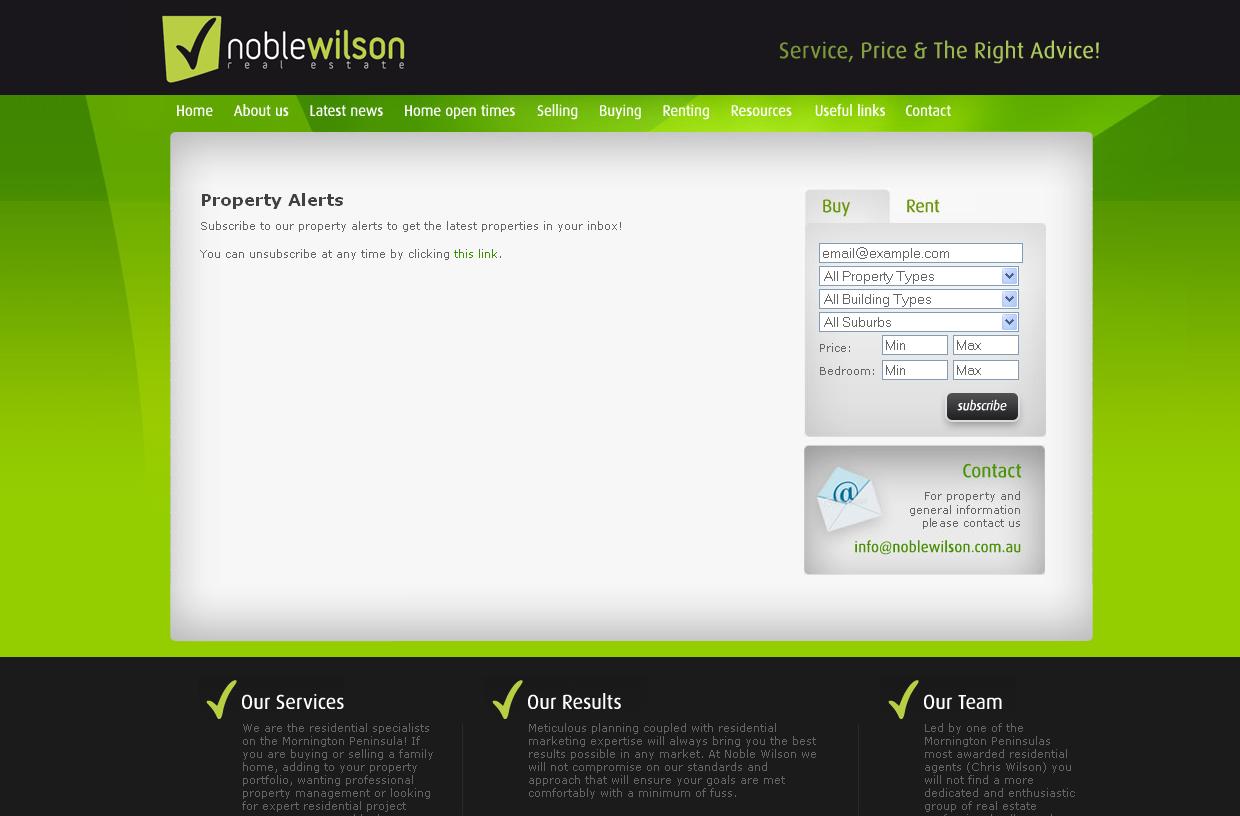 noblewilson
real estate
Service, Price & The Right Advice!
Home About us Latest news Home open times Selling Buying Renting Resources Useful links Contact
Property Alerts
Subscribe to our property alerts to get the latest properties in your inbox!
You can unsubscribe at any time by clicking this link.
Buy Rent
email@example.com
All Property Types
All Building Types
All Suburbs
Price: Min Max
Bedroom: Min Max
subscribe
Contact
For property and
general information
please contact us
info@noblewilson.com.au
Our Services
We are the residential specialists
on the Mornington Peninsula! If
you are buying or selling a family
home, adding to your property
portfolio, wanting professional
property management or looking
for expert residential project
Our Results
Meticulous planning coupled with residential
marketing expertise will always bring you the best
results possible in any market. At Noble Wilson we
will not compromise on our standards and
approach that will ensure your goals are met
comfortably with a minimum of fuss.
Our Team
Led by one of the
Mornington Peninsulas
most awarded residential
agents (Chris Wilson) you
will not find a more
dedicated and enthusiastic
group of real estate